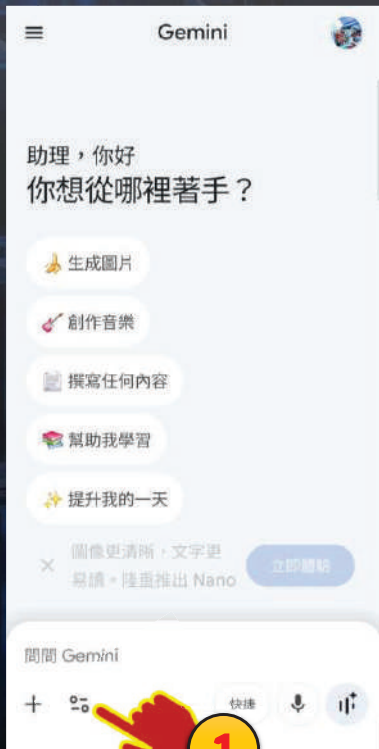 Gemini
助理，你好
你想從哪裡著手？
生成圖片
創作音樂
撰寫任何內容
幫助我學習
提升我的一天
圖像更清晰，文字更
易讀。隆重推出 Nano
立即體驗
問問 Gemini
快捷
1